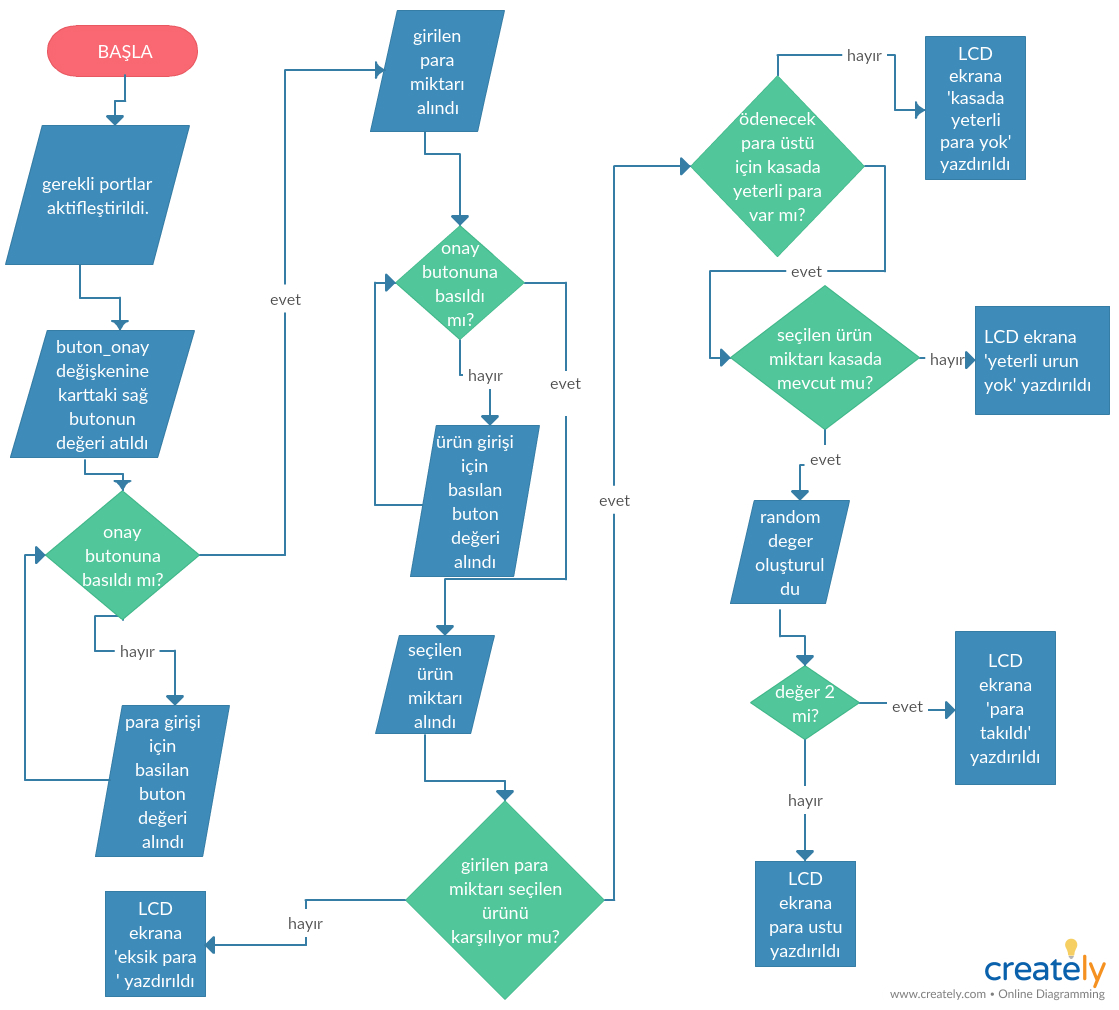 BAŞLA
gerekli portlar
aktifleştirildi.
buton_onay
değişkenine
karttaki sağ
butonun
değeri atıldı
onay
butonuna
basıldı mı?
hayır
para girişi
için
basilan
buton
değeri
alındı
evet
girilen
para
miktarı
alındı
onay
butonuna
basıldı
mı?
hayır
evet
ürün girişi
için
basılan
buton
değeri
alındı
seçilen
ürün
miktarı
alındı
girilen para
miktarı seçilen
ürünü
karşılıyor mu?
hayır
LCD
ekrana
'eksik para
' yazdırıldı
evet
ödenecek
para üstü
için kasada
yeterli para
var mı?
hayır
LCD
ekrana
'kasada
yeterli
para yok'
yazdırıldı
evet
seçilen ürün
miktarı kasada
mevcut mu?
hayır
LCD ekrana
'yeterli urun
yok' yazdırıldı
evet
random
deger
oluşturul
du
değer 2
mi?
evet
LCD
ekrana
'para
takıldı'
yazdırıldı
hayır
LCD
ekrana
para ustu
yazdırıldı
creately
www.creately.com • Online Diagramming